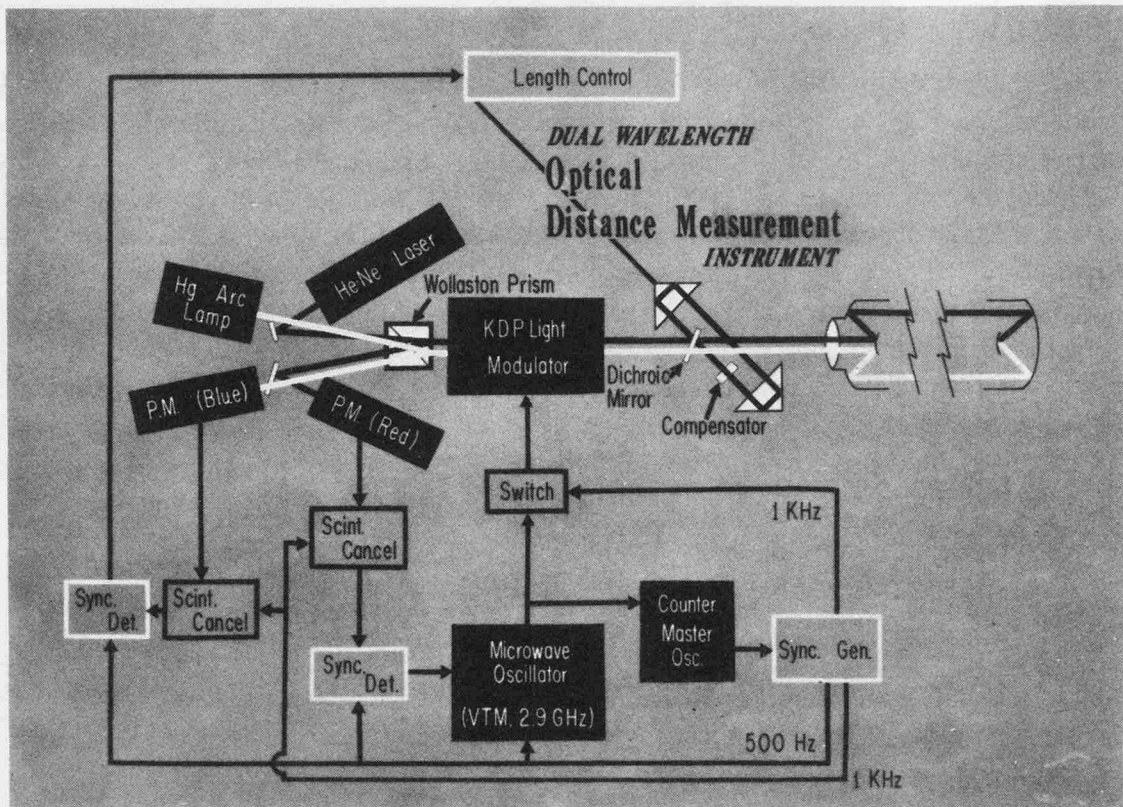 Length Control
DUAL WAVELENGTH
Optical
Distance Measurement
INSTRUMENT
He-Ne Laser
Hg Arc
Lamp
Wollaston Prism
KDP Light
Modulator
Dichroic
Mirror
Compensator
P.M. (Blue)
P.M. (Red)
Switch
1 KHz
Scint.
Cancel
Sync.
Det.
Scint.
Cancel
Sync.
Det.
Microwave
Oscillator
(VTM, 2.9 GHz)
Counter
Master
Osc.
Sync. Gen.
500 Hz
1 KHz